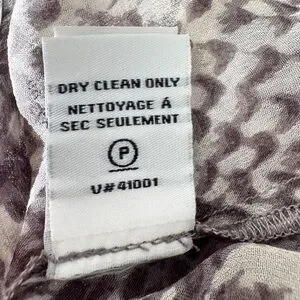 DRY CLEAN ONLY
NETTOYAGE Á
SEC SEULEMENT
P
V# 41001